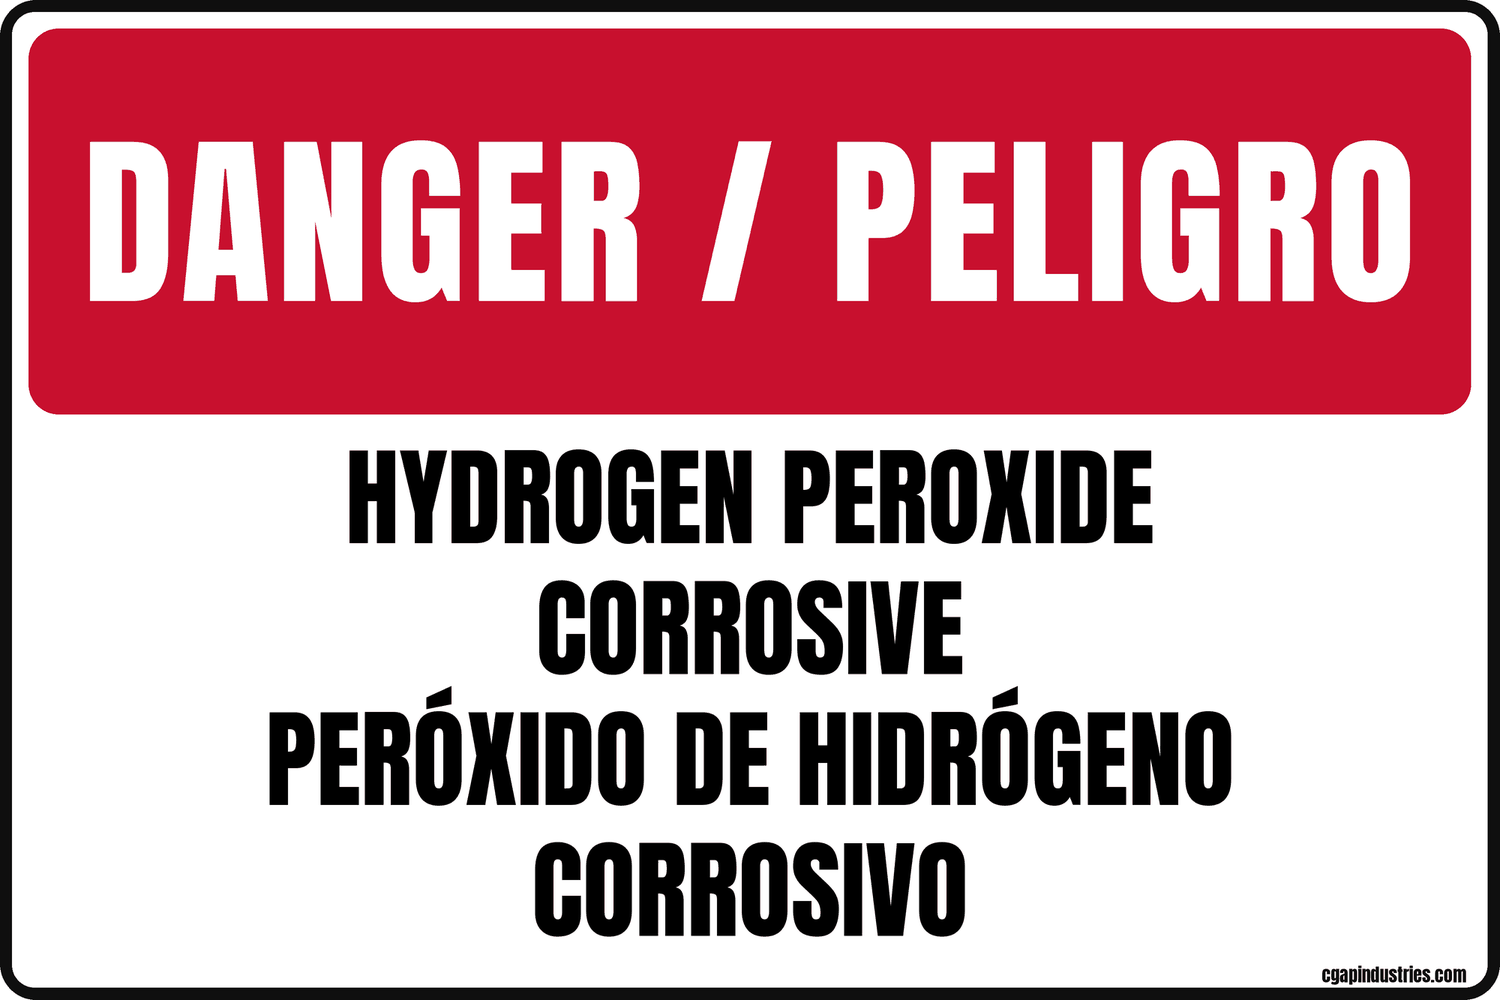 DANGER / PELIGRO
HYDROGEN PEROXIDE
CORROSIVE
PERÓXIDO DE HIDRÓGENO
CORROSIVO
cgapindustries.com